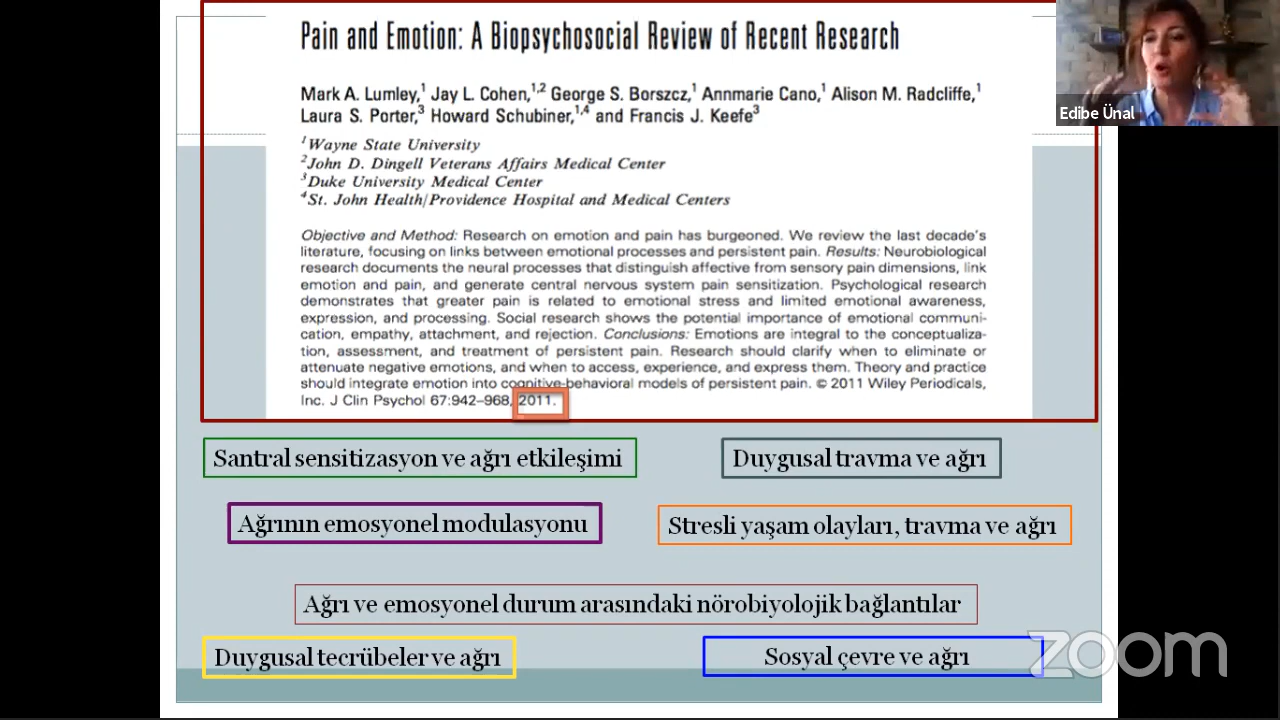 Pain and Emotion: A Biopsychosocial Review of Recent Research
Mark A. Lumley,1 Jay L. Cohen,1,2 George S. Borszcz,1 Annmarie Cano,1 Alison M. Radcliffe,1
Laura S. Porter,3 Howard Schubiner,1,4 and Francis J. Keefe3
1Wayne State University
2John D. Dingell Veterans Affairs Medical Center
3Duke University Medical Center
4St. John Health/Providence Hospital and Medical Centers
Objective and Method: Research on emotion and pain has burgeoned. We review the last decade's
literature, focusing on links between emotional processes and persistent pain. Results: Neurobiological
research documents the neural processes that distinguish affective from sensory pain dimensions, link
emotion and pain, and generate central nervous system pain sensitization. Psychological research
demonstrates that greater pain is related to emotional stress and limited emotional awareness,
expression, and processing. Social research shows the potential importance of emotional communi-
cation, empathy, attachment, and rejection. Conclusions: Emotions are integral to the conceptualiza-
tion, assessment, and treatment of persistent pain. Research should clarify when to eliminate or
attenuate negative emotions, and when to access, experience, and express them. Theory and practice
should integrate emotion into cognitive-behavioral models of persistent pain. © 2011 Wiley Periodicals,
Inc. J Clin Psychol 67:942–968, 2011.
Edibe Ünal
Santral sensitizasyon ve ağrı etkileşimi
Duygusal travma ve ağrı
Ağrının emosyonel modulasyonu
Stresli yaşam olayları, travma ve ağrı
Ağrı ve emosyonel durum arasındaki nörobiyolojik bağlantılar
Duygusal tecrübeler ve ağrı
Sosyal çevre ve ağrı
zoom